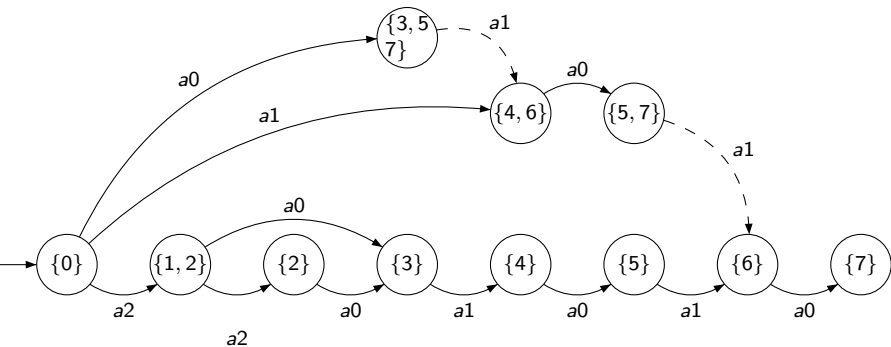 {3, 5
7}
a1
a0
a0
{4, 6}
{5, 7}
a1
a1
a0
{0}
{1, 2}
{2}
{3}
{4}
{5}
{6}
{7}
a2
a0
a1
a0
a1
a0
a2